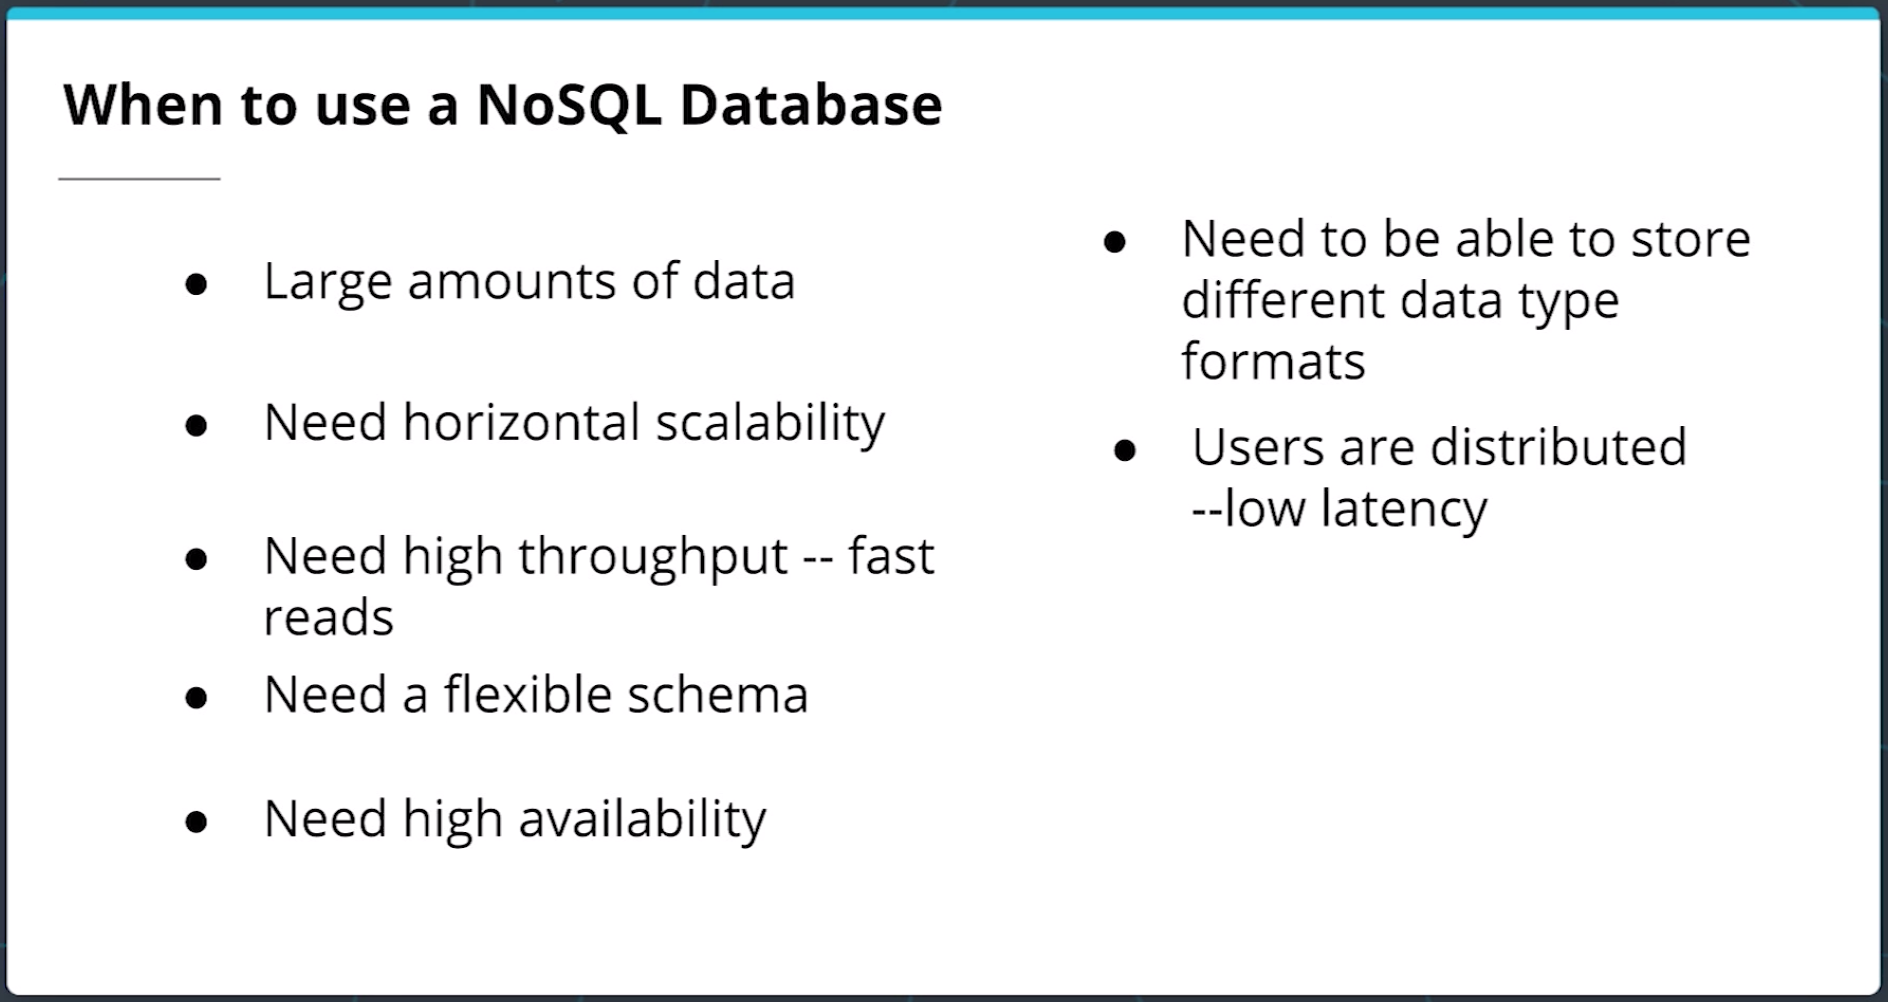 When to use a NoSQL Database
● Large amounts of data
● Need horizontal scalability
● Need high throughput -- fast
reads
● Need a flexible schema
● Need high availability
● Need to be able to store
different data type
formats
● Users are distributed
--low latency